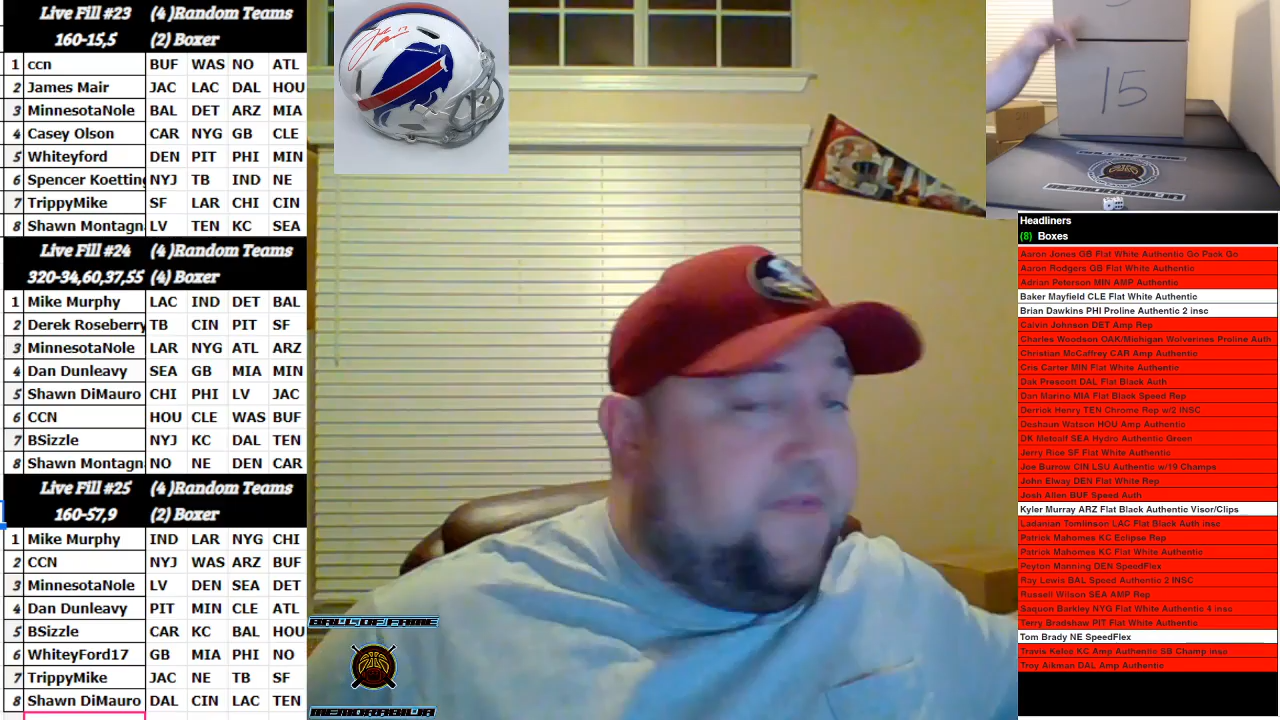 Live Fill #23 (4 )Random Teams
160-15,5 (2) Boxer
1 ccn BUF WAS NO ATL
2 James Mair JAC LAC DAL HOU
3 MinnesotaNole BAL DET ARZ MIA
4 Casey Olson CAR NYG GB CLE
5 Whiteyford DEN PIT PHI MIN
6 Spencer Koetting NYJ TB IND NE
7 TrippyMike SF LAR CHI CIN
8 Shawn Montagn LV TEN KC SEA
Live Fill #24 (4 )Random Teams
320-34,60,37,55 (4) Boxer
1 Mike Murphy LAC IND DET BAL
2 Derek Roseberry TB CIN PIT SF
3 MinnesotaNole LAR NYG ATL ARZ
4 Dan Dunleavy SEA GB MIA MIN
5 Shawn DiMauro CHI PHI LV JAC
6 CCN HOU CLE WAS BUF
7 BSizzle NYJ KC DAL TEN
8 Shawn Montagn NO NE DEN CAR
Live Fill #25 (4 )Random Teams
160-57,9 (2) Boxer
1 Mike Murphy IND LAR NYG CHI
2 CCN NYJ WAS ARZ BUF
3 MinnesotaNole LV DEN SEA DET
4 Dan Dunleavy PIT MIN CLE ATL
5 BSizzle CAR KC BAL HOU
6 WhiteyFord17 GB MIA PHI NO
7 TrippyMike JAC NE TB SF
8 Shawn DiMauro DAL CIN LAC TEN
BALL OF FAME
MEMORABILIA
15
Headliners
(8) Boxes
Aaron Jones GB Flat White Authentic Go Pack Go
Aaron Rodgers GB Flat White Authentic
Adrian Peterson MIN AMP Authentic
Baker Mayfield CLE Flat White Authentic
Brian Dawkins PHI Proline Authentic 2 insc
Calvin Johnson DET Amp Rep
Charles Woodson OAK/Michigan Wolverines Proline Auth
Christian McCaffrey CAR Amp Authentic
Cris Carter MIN Flat White Authentic
Dak Prescott DAL Flat Black Auth
Dan Marino MIA Flat Black Speed Rep
Derrick Henry TEN Chrome Rep w/2 INSC
Deshaun Watson HOU Amp Authentic
DK Metcalf SEA Hydro Authentic Green
Jerry Rice SF Flat White Authentic
Joe Burrow CIN LSU Authentic w/19 Champs
John Elway DEN Flat White Rep
Josh Allen BUF Speed Auth
Kyler Murray ARZ Flat Black Authentic Visor/Clips
Ladanian Tomlinson LAC Flat Black Auth insc
Patrick Mahomes KC Eclipse Rep
Patrick Mahomes KC Flat White Authentic
Peyton Manning DEN SpeedFlex
Ray Lewis BAL Speed Authentic 2 INSC
Russell Wilson SEA AMP Rep
Saquon Barkley NYG Flat White Authentic 4 insc
Terry Bradshaw PIT Flat White Authentic
Tom Brady NE SpeedFlex
Travis Kelce KC Amp Authentic SB Champ insc
Troy Aikman DAL Amp Authentic